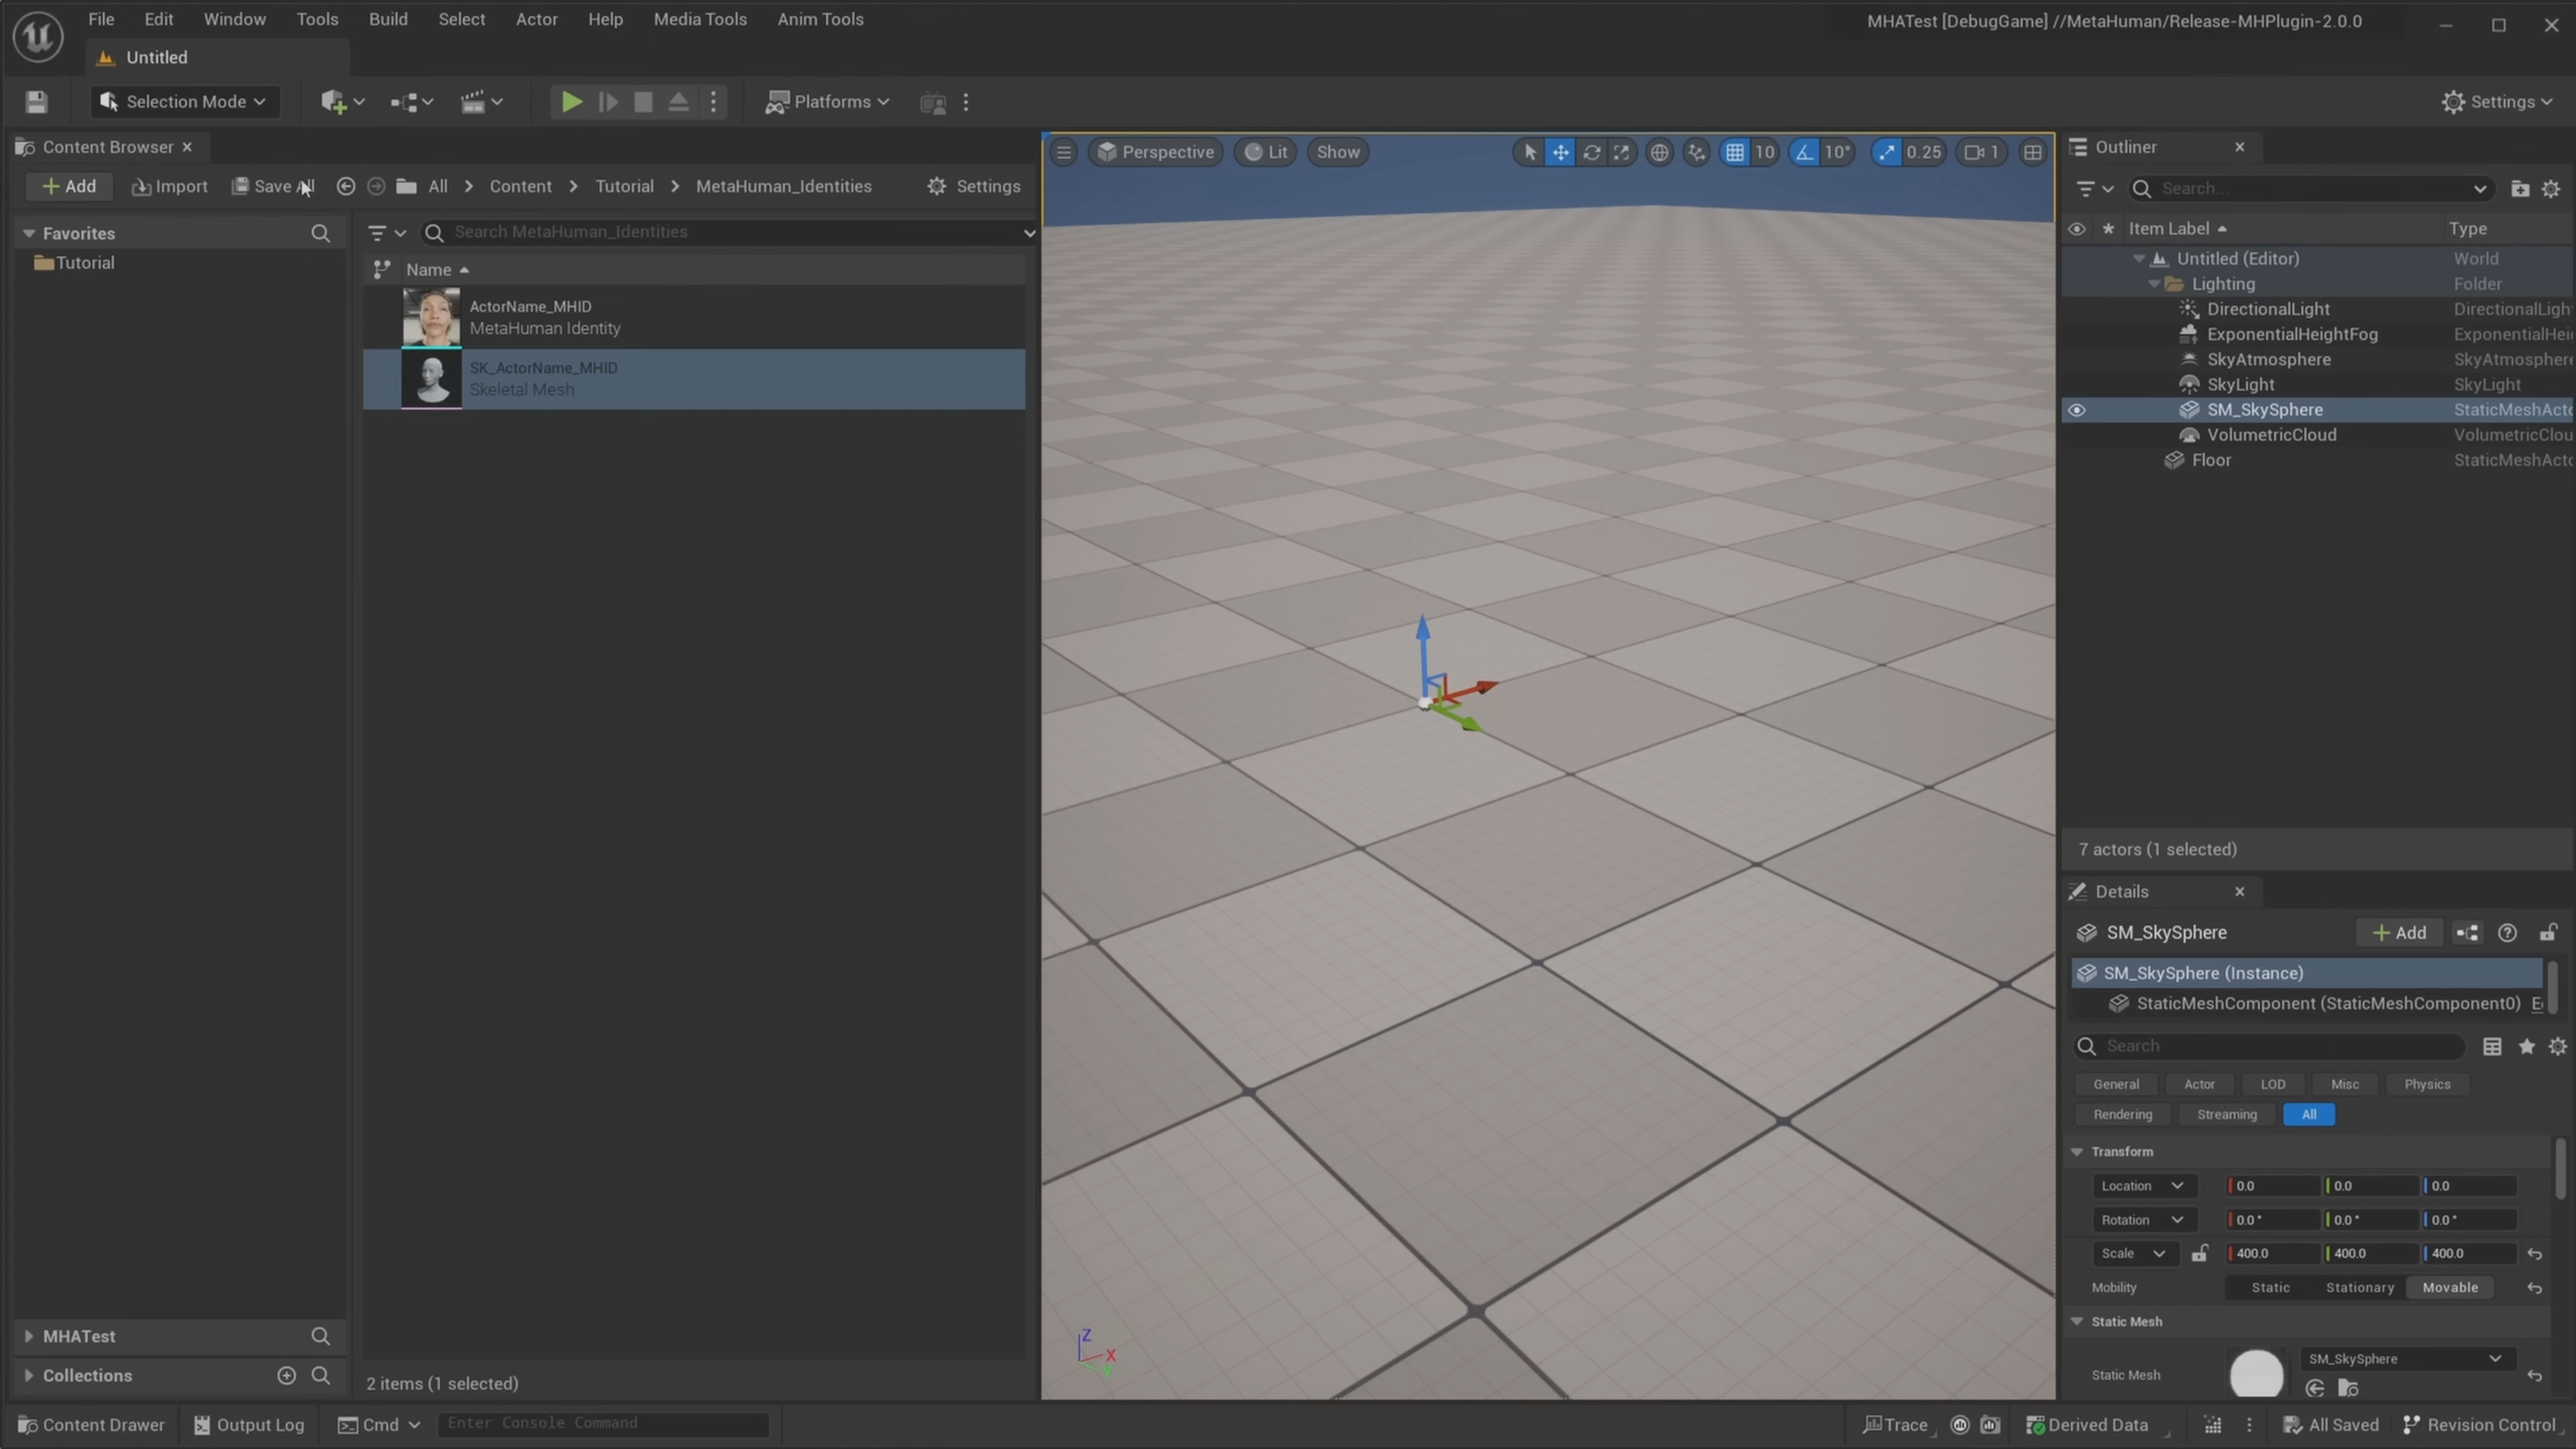 File Edit Window Tools Build Select Actor Help Media Tools Anim Tools
MHATest [DebugGame] //MetaHuman/Release-MHPlugin-2.0.0
Untitled
Selection Mode
Platforms
Settings
Content Browser
Add Import Save All All > Content > Tutorial > MetaHuman_Identities Settings
Favorites
Tutorial
Search MetaHuman_Identities
Name
ActorName_MHID
MetaHuman Identity
SK_ActorName_MHID
Skeletal Mesh
MHATest
Collections
2 items (1 selected)
Perspective Lit Show 10 10° 0.25 1
Z
X
Y
Outliner
Search...
Item Label Type
Untitled (Editor) World
Lighting Folder
DirectionalLight DirectionalLigh
ExponentialHeightFog ExponentialHei
SkyAtmosphere SkyAtmosphere
SkyLight SkyLight
SM_SkySphere StaticMeshActo
VolumetricCloud VolumetricClou
Floor StaticMeshActo
7 actors (1 selected)
Details
SM_SkySphere Add
SM_SkySphere (Instance)
StaticMeshComponent (StaticMeshComponent0)
Search
General Actor LOD Misc Physics
Rendering Streaming All
Transform
Location 0.0 0.0 0.0
Rotation 0.0 ° 0.0 ° 0.0 °
Scale 400.0 400.0 400.0
Mobility Static Stationary Movable
Static Mesh
Static Mesh SM_SkySphere
Content Drawer Output Log Cmd Enter Console Command
Trace Derived Data All Saved Revision Control